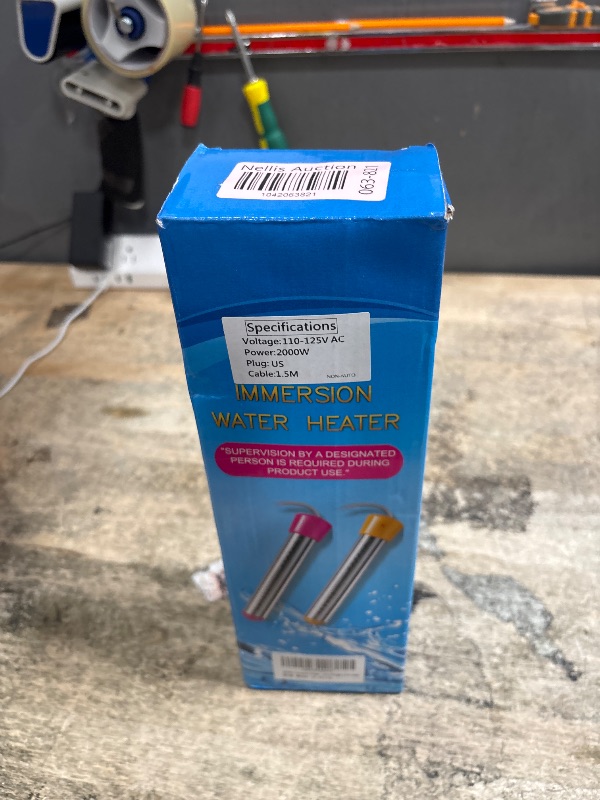 Nellis Auction
1042063821
063-821
Specifications
Voltage:110-125V AC
Power:2000W
Plug: US
Cable:1.5M
NON-AUTO
IMMERSION
WATER HEATER
"SUPERVISION BY A DESIGNATED
PERSON IS REQUIRED DURING
PRODUCT USE."